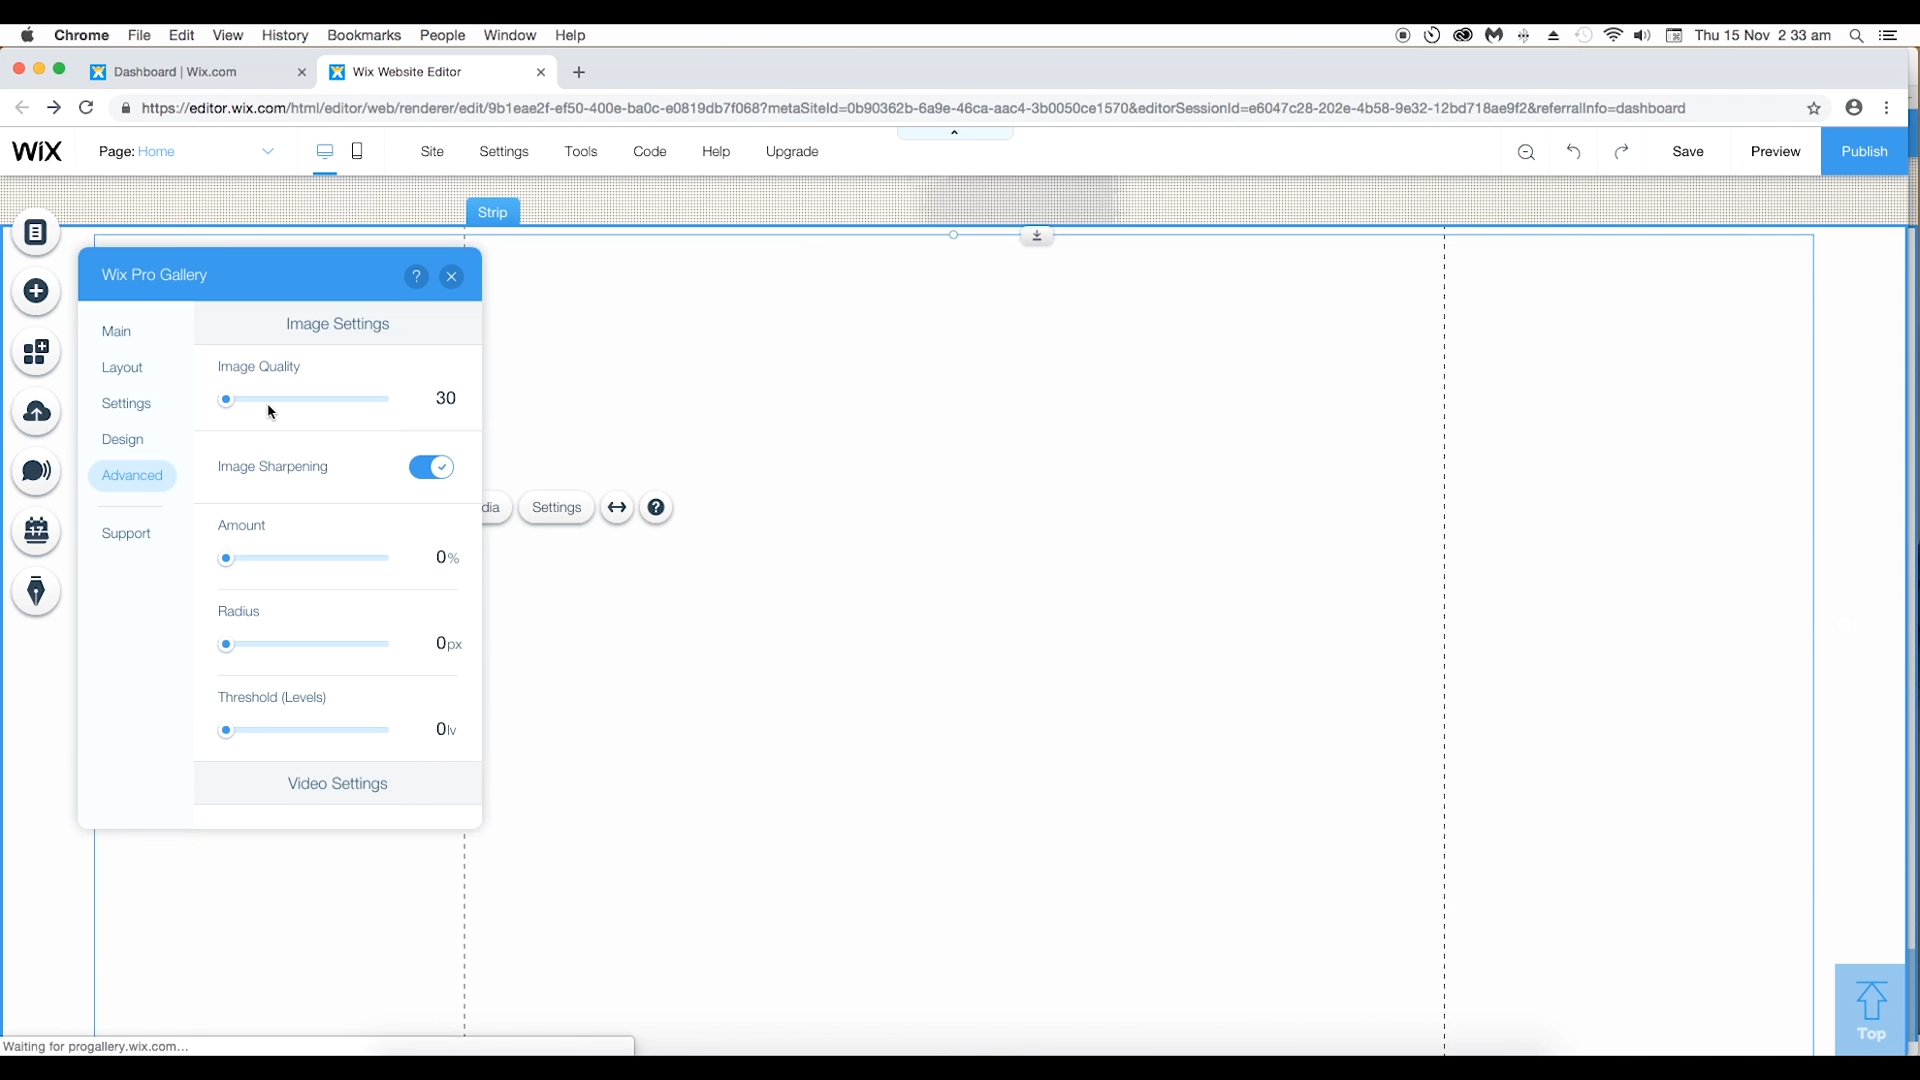 Chrome File Edit View History Bookmarks People Window Help Thu 15 Nov 2 33 am
Dashboard | Wix.com Wix Website Editor
https://editor.wix.com/html/editor/web/renderer/edit/9b1eae2f-ef50-400e-ba0c-e0819db7f068?metaSiteId=0b90362b-6a9e-46ca-aac4-3b0050ce1570&editorSessionId=e6047c28-202e-4b58-9e32-12bd718ae9f2&referralInfo=dashboard
WiX Page: Home Site Settings Tools Code Help Upgrade Save Preview Publish
Strip
Wix Pro Gallery ?
Main
Layout
Settings
Design
Advanced
Support
Image Settings
Image Quality
30
Image Sharpening
Amount
0%
Radius
0px
Threshold (Levels)
0lv
Video Settings
dia Settings ?
17
Top
Waiting for progallery.wix.com...